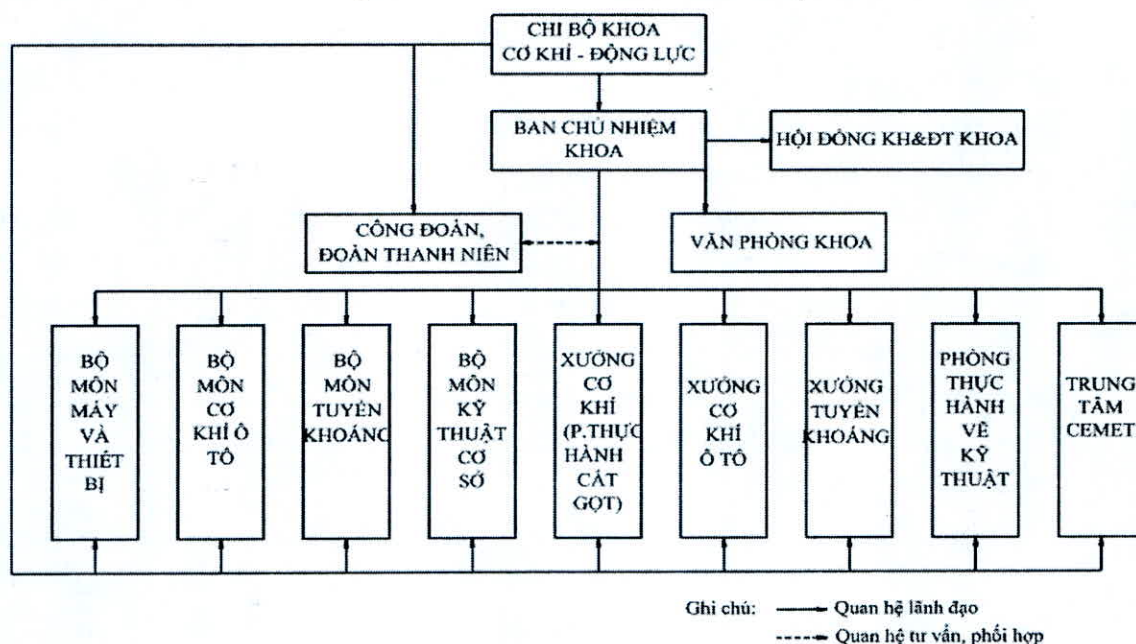 CHI BỘ KHOA
CƠ KHÍ - ĐỘNG LỰC
BAN CHỦ NHIỆM
KHOA
HỘI ĐỒNG KH&ĐT KHOA
CÔNG ĐOÀN,
ĐOÀN THANH NIÊN
VĂN PHÒNG KHOA
BỘ
MÔN
MÁY
VÀ
THIẾT
BỊ
BỘ
MÔN
CƠ
KHÍ Ô
TÔ
BỘ
MÔN
TUYỂN
KHOÁNG
BỘ
MÔN
KỸ
THUẬT
CƠ
SỞ
XƯỞNG
CƠ
KHÍ
(P.THỰC
HÀNH
CẮT
GỌT)
XƯỞNG
CƠ
KHÍ
Ô TÔ
XƯỞNG
TUYỂN
KHOÁNG
PHÒNG
THỰC
HÀNH
VẼ
KỸ
THUẬT
TRUNG
TÂM
CEMET
Ghi chú: Quan hệ lãnh đạo
Quan hệ tư vấn, phối hợp